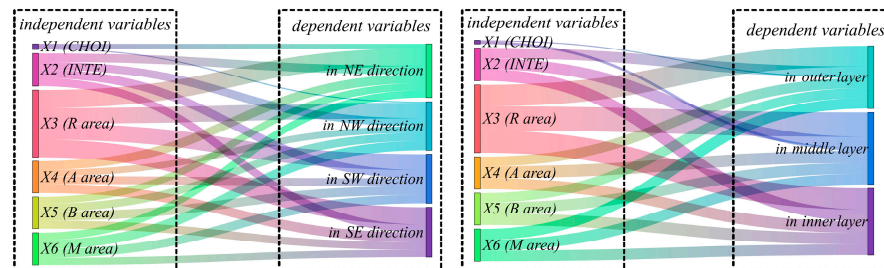 independent variables
dependent variables
X1 (CHOI)
X2 (INTE)
X3 (R area)
X4 (A area)
X5 (B area)
X6 (M area)
in NE direction
in NW direction
in SW direction
in SE direction
independent variables
dependent variables
X1 (CHOI)
X2 (INTE)
X3 (R area)
X4 (A area)
X5 (B area)
X6 (M area)
in outer layer
in middle layer
in inner layer